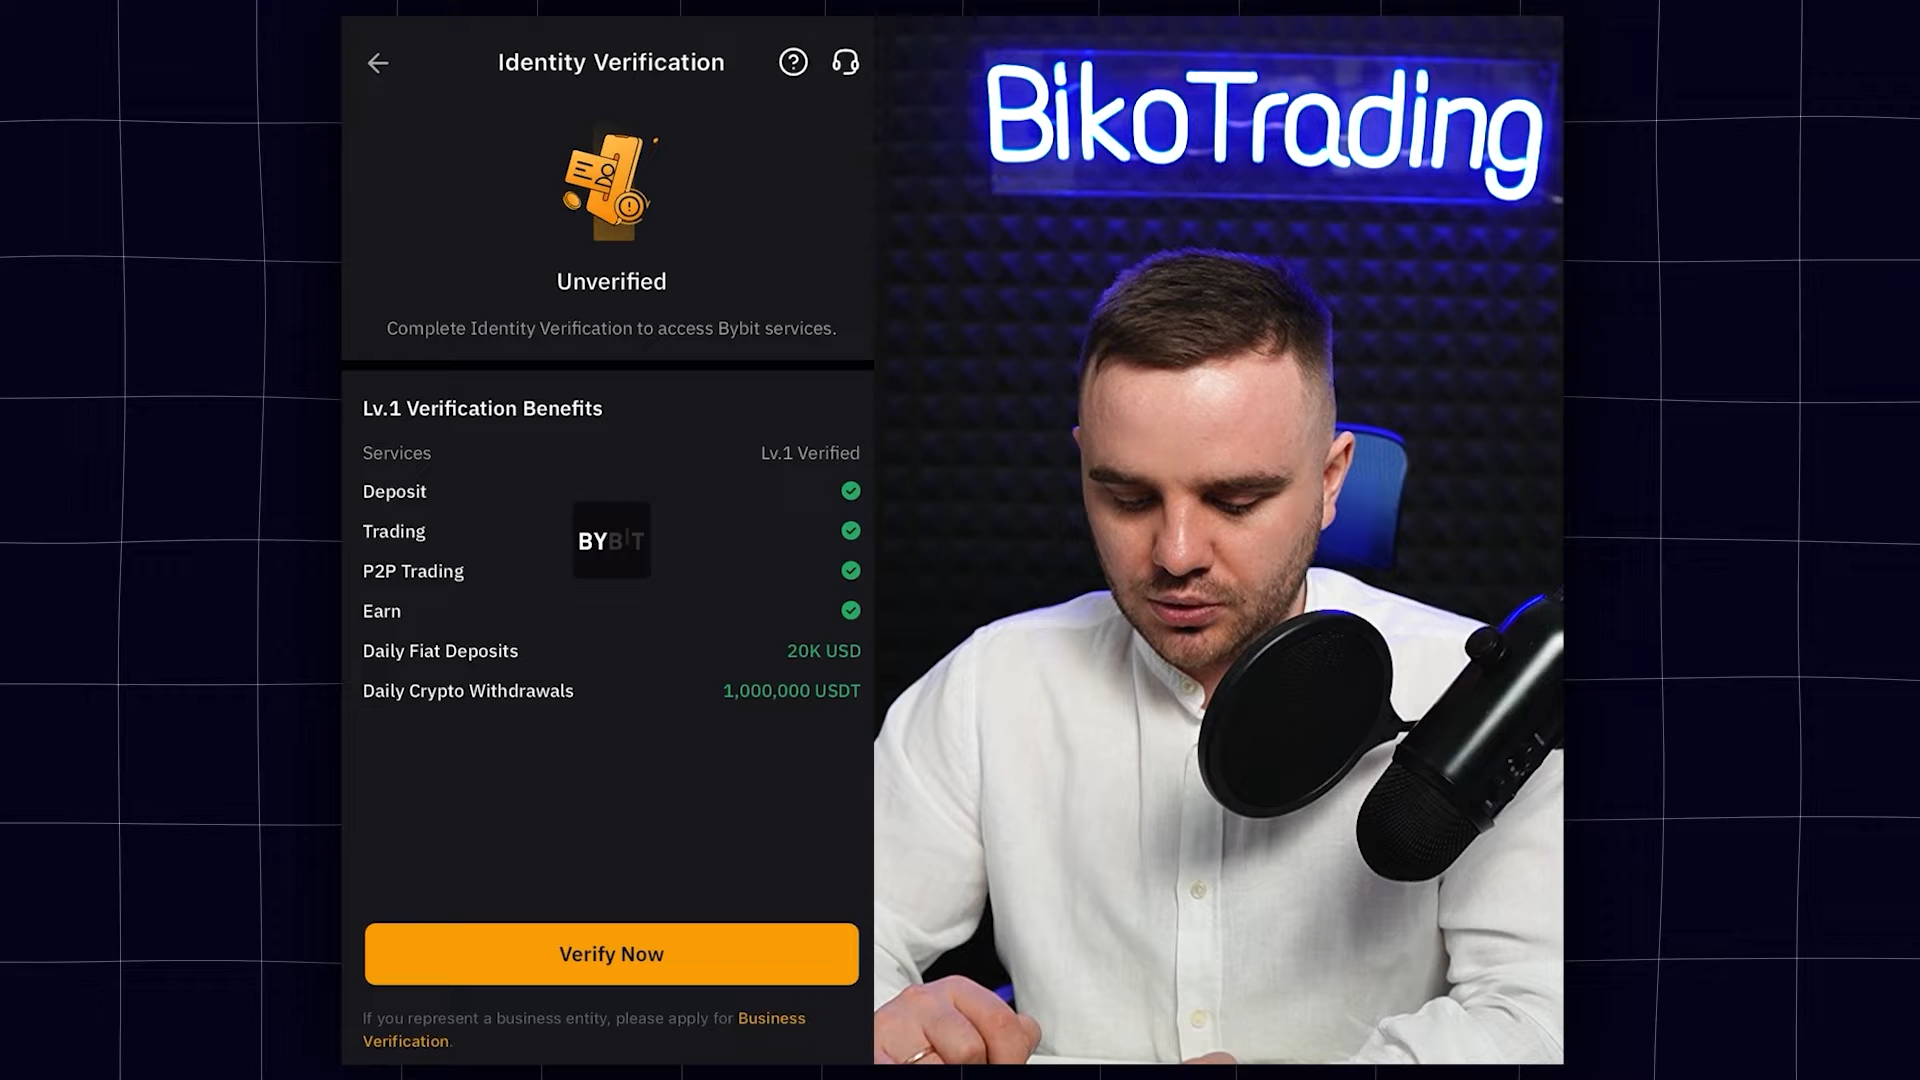 Identity Verification
Unverified
Complete Identity Verification to access Bybit services.
Lv.1 Verification Benefits
Services Lv.1 Verified
Deposit
Trading
P2P Trading
Earn
Daily Fiat Deposits 20K USD
Daily Crypto Withdrawals 1,000,000 USDT
BYBIT
Verify Now
If you represent a business entity, please apply for Business
Verification.
BikoTrading